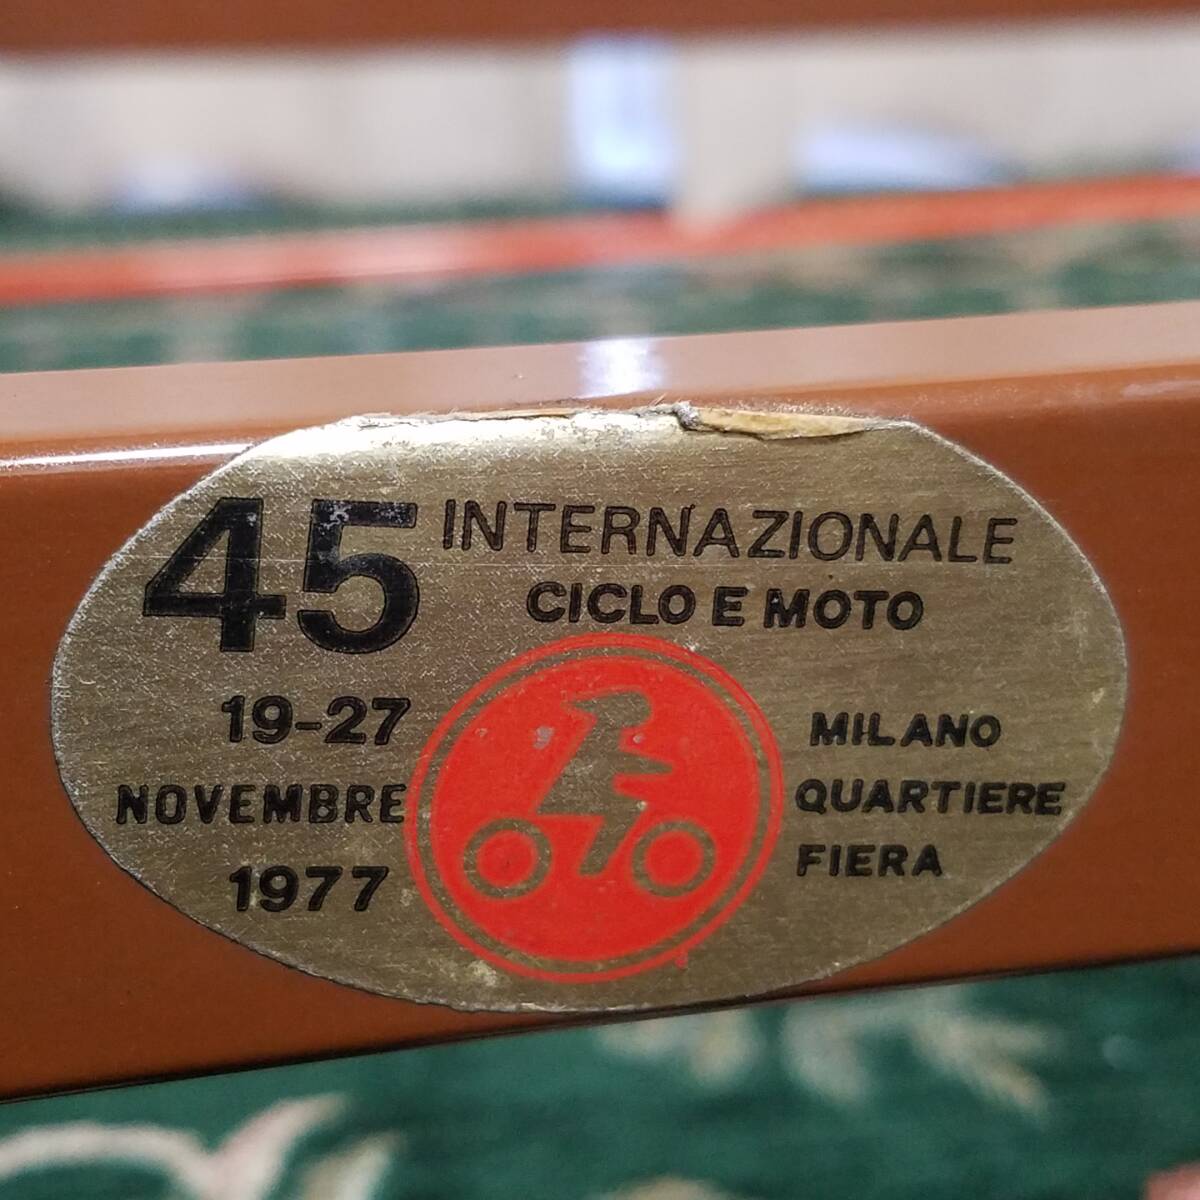 45 INTERNAZIONALE
CICLO E MOTO
19-27
NOVEMBRE
1977
MILANO
QUARTIERE
FIERA